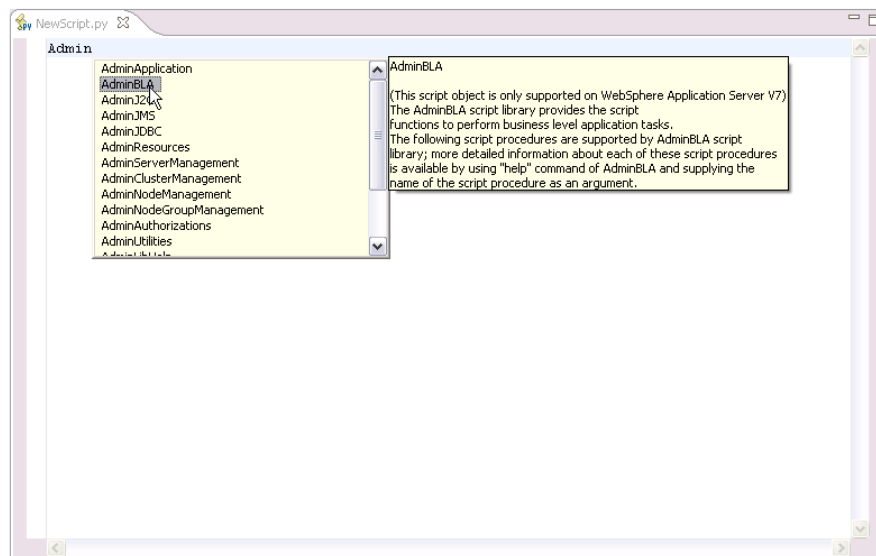 NewScript.py
Admin
AdminApplication
AdminBLA
AdminJ2C
AdminJMS
AdminJDBC
AdminResources
AdminServerManagement
AdminClusterManagement
AdminNodeManagement
AdminNodeGroupManagement
AdminAuthorizations
AdminUtilities
AdminBLA
(This script object is only supported on WebSphere Application Server V7)
The AdminBLA script library provides the script
functions to perform business level application tasks.
The following script procedures are supported by AdminBLA script
library; more detailed information about each of these script procedures
is available by using "help" command of AdminBLA and supplying the
name of the script procedure as an argument.